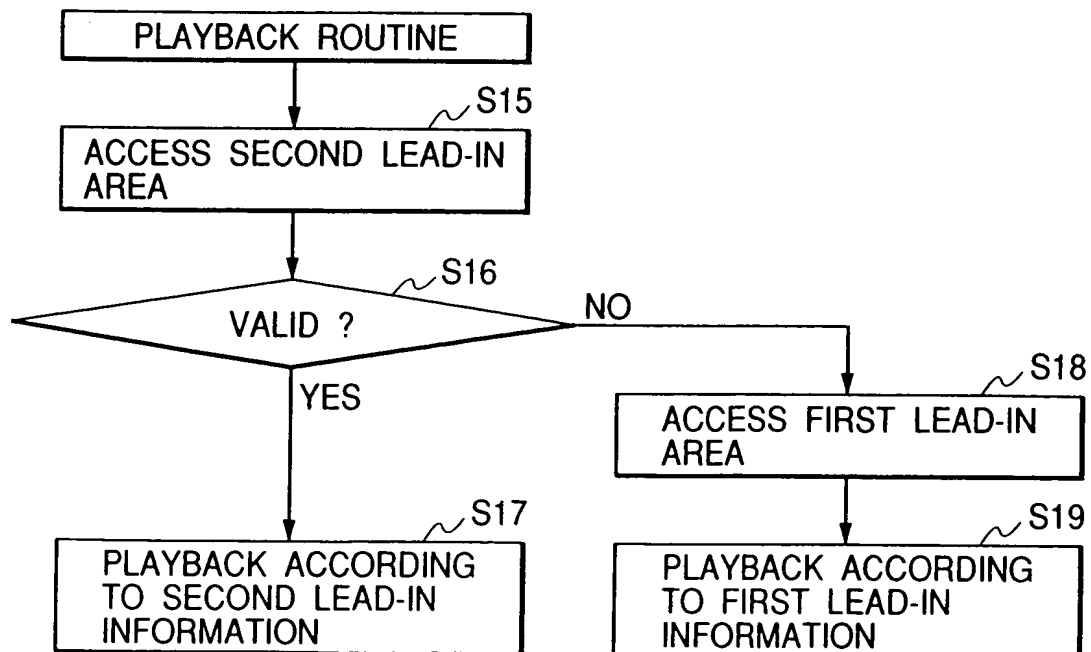 PLAYBACK ROUTINE
S15
ACCESS SECOND LEAD-IN
AREA
S16
VALID ?
NO
YES
S18
ACCESS FIRST LEAD-IN
AREA
S17
PLAYBACK ACCORDING
TO SECOND LEAD-IN
INFORMATION
S19
PLAYBACK ACCORDING
TO FIRST LEAD-IN
INFORMATION